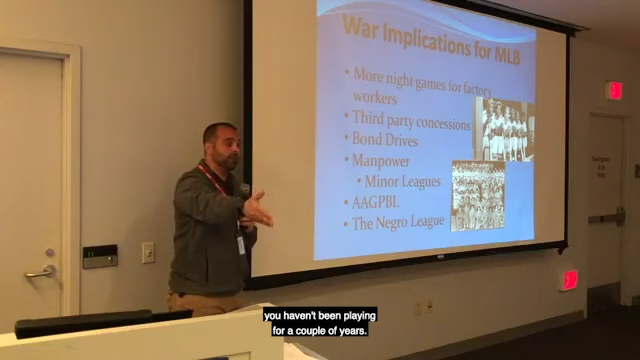 War Implications for MLB
• More night games for factory
workers
• Third party concessions
• Bond Drives
• Manpower
• Minor Leagues
• AAGPBL
• The Negro League
EXIT
you haven't been playing
for a couple of years.